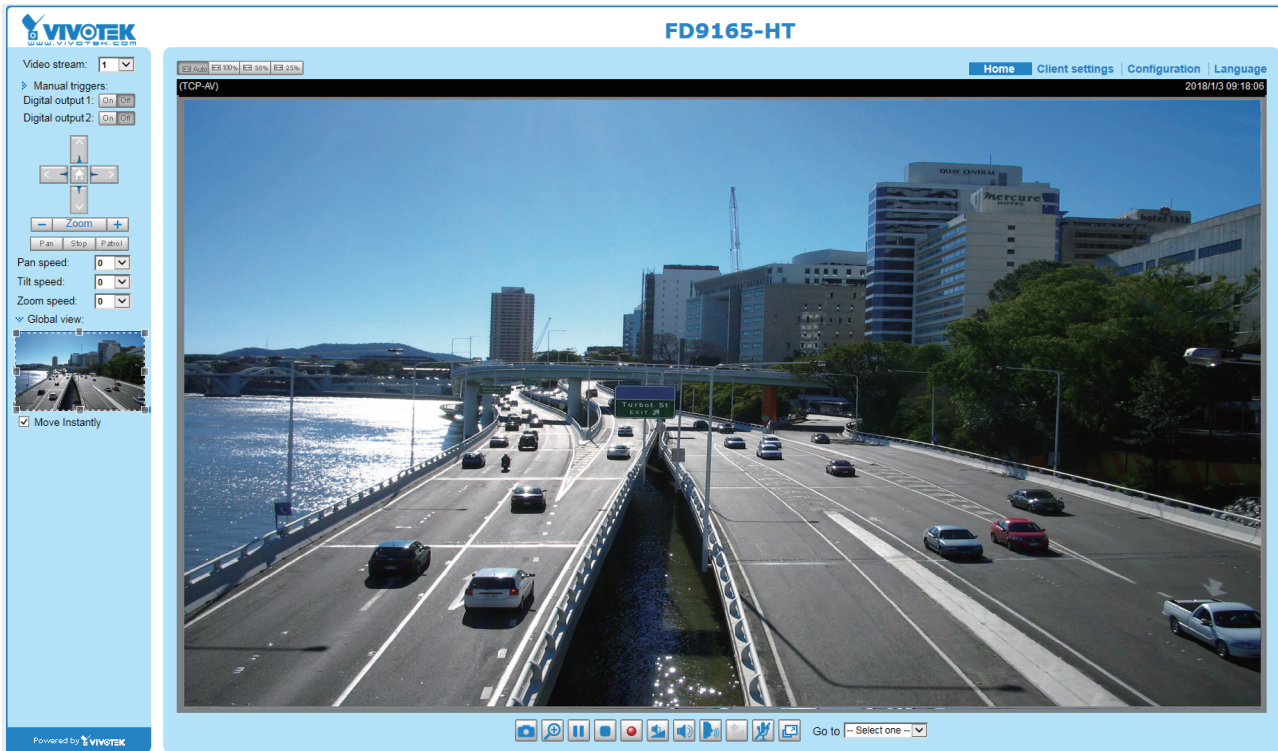 VIVOTEK
www.vivotek.com
FD9165-HT
Video stream: 1
Manual triggers:
Digital output 1: On Off
Digital output 2: On Off
Zoom
Pan Stop Patrol
Pan speed: 0
Tilt speed: 0
Zoom speed: 0
Global view:
Move Instantly
Powered by VIVOTEK
Auto 100% 50% 25%
Home Client settings Configuration Language
(TCP-AV) 2018/1/3 09:18:06
QUAY CENTRAL
Mercure
HOTEL
hotel ibis
Turbot St
EXIT
Go to -- Select one --